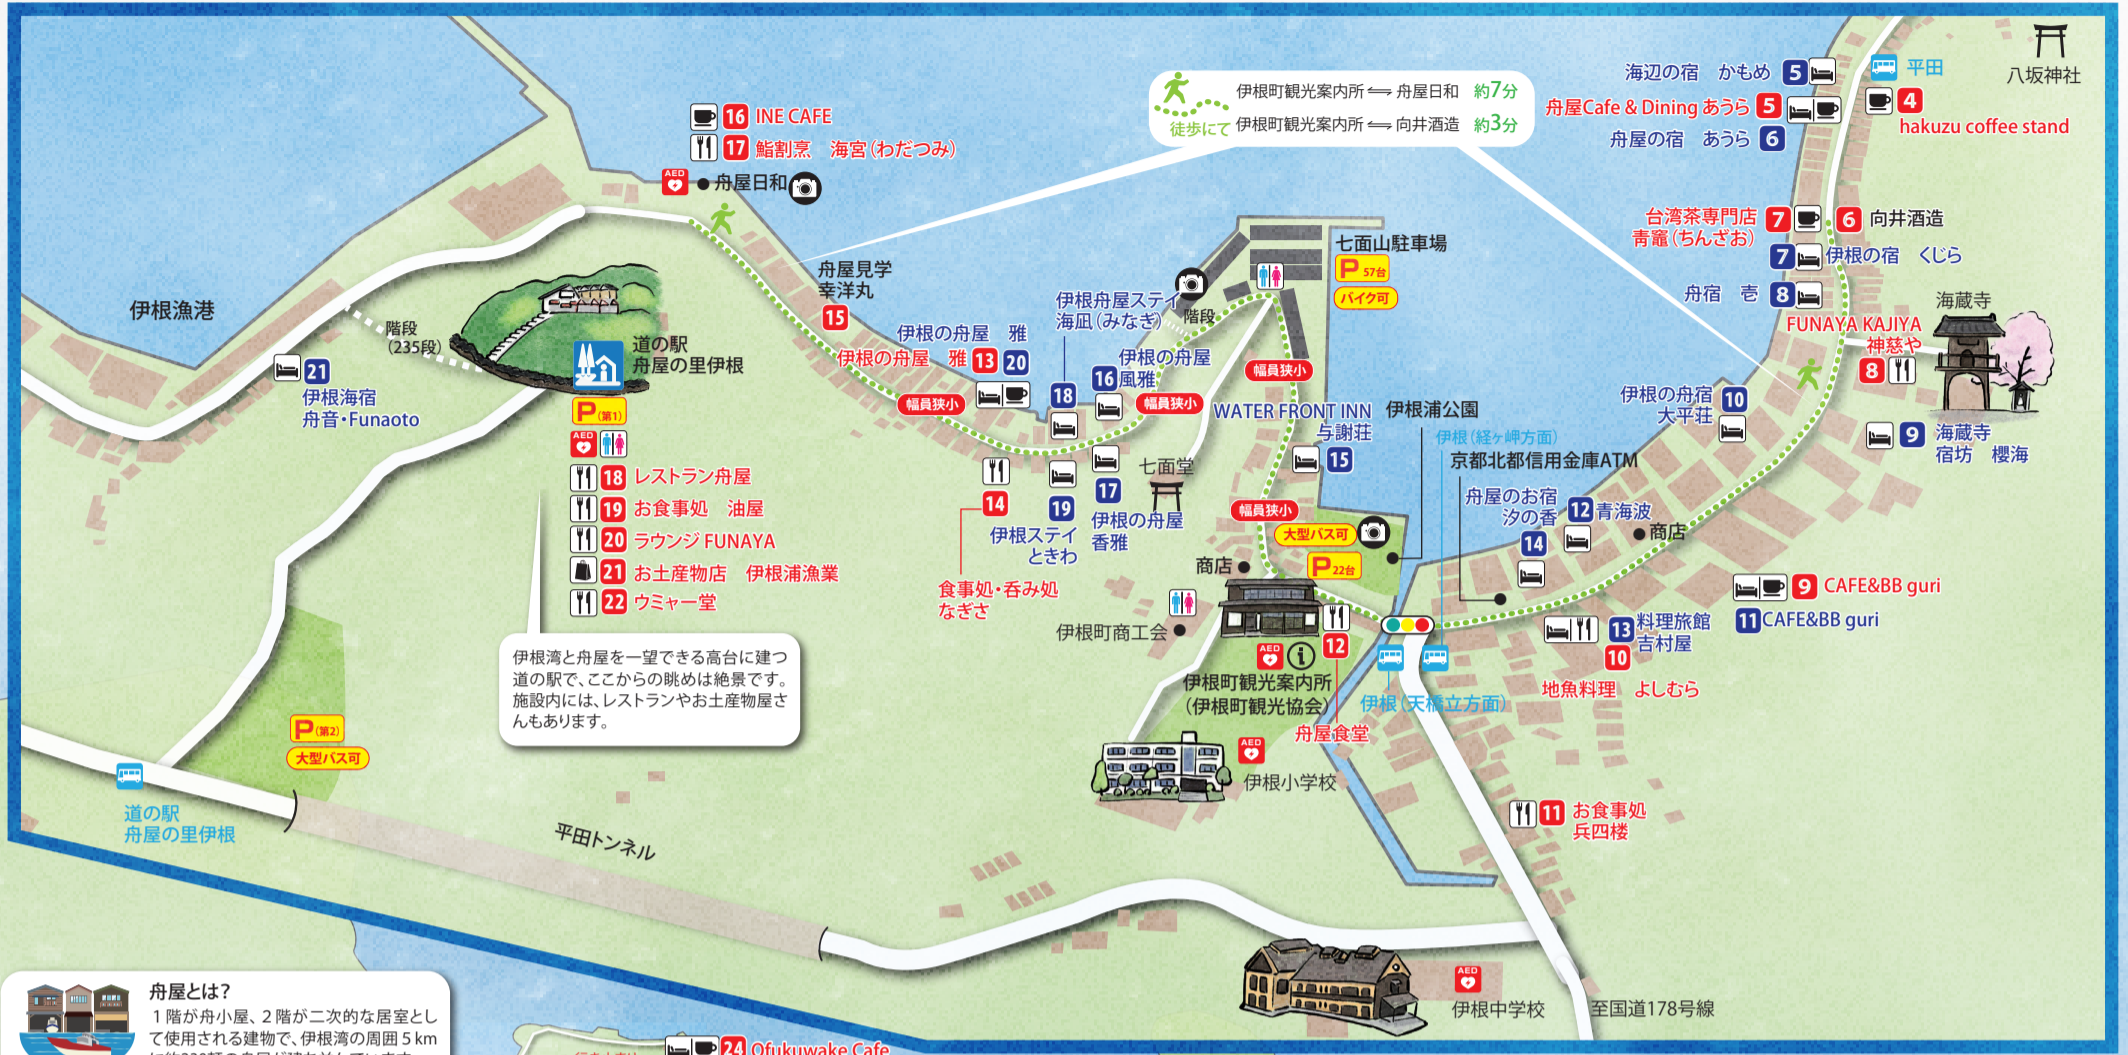 八坂神社
平田
4
hakuzu coffee stand
海辺の宿　かもめ 5
舟屋Cafe & Dining あうら 5
舟屋の宿　あうら 6
伊根町観光案内所 ⇋ 舟屋日和　約7分
徒歩にて 伊根町観光案内所 ⇋ 向井酒造　約3分
16 INE CAFE
17 鮨割烹　海宮(わだつみ)
AED
舟屋日和
台湾茶専門店
青竈(ちんざお)
7
6 向井酒造
7 伊根の宿　くじら
舟宿　壱 8
FUNAYA KAJIYA
神慈や
8
海蔵寺
9 海蔵寺
宿坊　櫻海
伊根の舟宿
大平荘
10
七面山駐車場
P 57台
バイク可
舟屋見学
幸洋丸
15
伊根舟屋ステイ
海凪(みなぎ)
18
階段
伊根の舟屋　雅
20
伊根の舟屋　雅 13
16 伊根の舟屋
風雅
幅員狭小
幅員狭小
幅員狭小
幅員狭小
WATER FRONT INN
与謝荘
15
伊根浦公園
伊根(経ヶ岬方面)
京都北都信用金庫ATM
舟屋のお宿
汐の香
14
12 青海波
商店
伊根漁港
階段
(235段)
21
伊根海宿
舟音・Funaoto
道の駅
舟屋の里伊根
P(第1)
AED
18 レストラン舟屋
19 お食事処　油屋
20 ラウンジ FUNAYA
21 お土産物店　伊根浦漁業
22 ウミャー堂
伊根湾と舟屋を一望できる高台に建つ
道の駅で、ここからの眺めは絶景です。
施設内には、レストランやお土産物屋さ
んもあります。
14
食事処・呑み処
なぎさ
19
伊根ステイ
ときわ
17
伊根の舟屋
香雅
七面堂
大型バス可
P 22台
商店
伊根町商工会
12
舟屋食堂
AED
伊根町観光案内所
(伊根町観光協会)
伊根(天橋立方面)
9 CAFE&BB guri
11 CAFE&BB guri
13 料理旅館
吉村屋
10
地魚料理　よしむら
AED
伊根小学校
11 お食事処
兵四楼
P(第2)
大型バス可
道の駅
舟屋の里伊根
平田トンネル
AED
伊根中学校
至国道178号線
舟屋とは?
1階が舟小屋、2階が二次的な居室とし
て使用される建物で、伊根湾の周囲5km
24 Ofukuwake Cafe